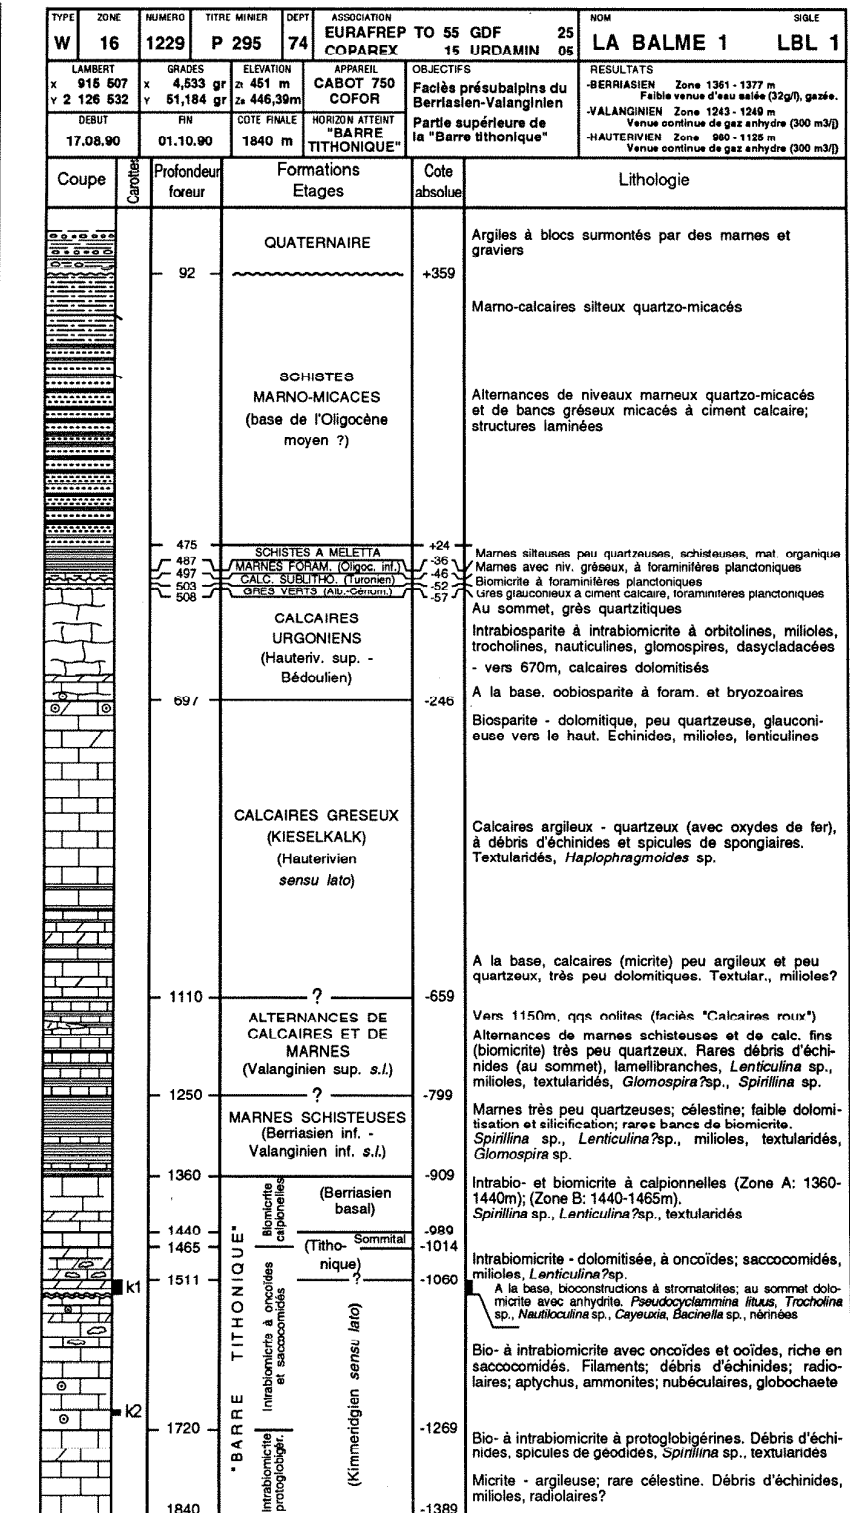 TYPE ZONE NUMERO TITRE MINIER DEPT ASSOCIATION NOM SIGLE
W 16 1229 P 295 74 EURAFREP TO 55 GDF 25
COPAREX 15 URDAMIN 05
LA BALME 1 LBL 1
LAMBERT GRADES ELEVATION APPAREIL OBJECTIFS RESULTATS
X 915 507 X 4,533 gr Zt 451 m CABOT 750
Y 2 126 532 Y 51,184 gr Zs 446,39m COFOR
Faciès présubalpins du
Berriasien-Valanginien
Partie supérieure de
la "Barre tithonique"
-BERRIASIEN Zone 1361 - 1377 m
Faible venue d'eau salée (32g/l), gazée.
-VALANGINIEN Zone 1243 - 1249 m
Venue continue de gaz anhydre (300 m3/j)
-HAUTERIVIEN Zone 960 - 1125 m
Venue continue de gaz anhydre (300 m3/j)
DEBUT FIN COTE FINALE HORIZON ATTEINT
17.08.90 01.10.90 1840 m "BARRE
TITHONIQUE"
Coupe Carottes Profondeur
foreur
Formations
Etages
Cote
absolue
Lithologie
QUATERNAIRE
Argiles à blocs surmontés par des marnes et
graviers
92 +359
Marno-calcaires silteux quartzo-micacés
SCHISTES
MARNO-MICACES
(base de l'Oligocène
moyen ?)
Alternances de niveaux marneux quartzo-micacés
et de bancs gréseux micacés à ciment calcaire;
structures laminées
475 +24
SCHISTES A MELETTA
Marnes silteuses peu quartzeuses, schisteuses, mat. organique
487 MARNES FORAM. (Oligoc. inf.) -36 Marnes avec niv. gréseux, à foraminifères planctoniques
497 CALC. SUBLITHO. (Turonien) -46 Biomicrite à foraminifères planctoniques
503 GRES VERTS (Alb.-Cénom.) -52 Grès glauconieux à ciment calcaire, foraminifères planctoniques
508 -57
Au sommet, grès quartzitiques
CALCAIRES
URGONIENS
(Hauteriv. sup. -
Bédoulien)
Intrabiosparite à intrabiomicrite à orbitolines, milioles,
trocholines, nauticulines, glomospires, dasycladacées
- vers 670m, calcaires dolomitisés
A la base. oobiosparite à foram. et bryozoaires
697 -246
Biosparite - dolomitique, peu quartzeuse, glauconi-
euse vers le haut. Echinides, milioles, lenticulines
CALCAIRES GRESEUX
(KIESELKALK)
(Hauterivien
sensu lato)
Calcaires argileux - quartzeux (avec oxydes de fer),
à débris d'échinides et spicules de spongiaires.
Textularidés, Haplophragmoides sp.
A la base, calcaires (micrite) peu argileux et peu
quartzeux, très peu dolomitiques. Textular., milioles?
1110 ? -659
Vers 1150m, qqs oolites (faciès "Calcaires roux")
ALTERNANCES DE
CALCAIRES ET DE
MARNES
(Valanginien sup. s.l.)
Alternances de marnes schisteuses et de calc. fins
(biomicrite) très peu quartzeux. Rares débris d'échi-
nides (au sommet), lamellibranches, Lenticulina sp.,
milioles, textularidés, Glomospira?sp., Spirillina sp.
1250 ? -799
MARNES SCHISTEUSES
(Berriasien inf. -
Valanginien inf. s.l.)
Marnes très peu quartzeuses; célestine; faible dolomi-
tisation et silicification; rares bancs de biomicrite.
Spirillina sp., Lenticulina?sp., milioles, textularidés,
Glomospira sp.
1360 -909
Biomicrite
calpionelles
(Berriasien
basal)
Intrabio- et biomicrite à calpionnelles (Zone A: 1360-
1440m); (Zone B: 1440-1465m).
Spirillina sp., Lenticulina?sp., textularidés
1440 -989
Sommital
1465 -1014
(Titho-
nique)
Intrabiomicrite - dolomitisée, à oncoïdes; saccocomidés,
milioles, Lenticulina?sp.
1511 ? -1060
k1
A la base, bioconstructions à stromatolites; au sommet dolo-
micrite avec anhydrite. Pseudocyclammina lituus, Trocholina
sp., Nautiloculina sp., Cayeuxia, Bacinella sp., nérinées
"BARRE TITHONIQUE"
Intrabiomicrite à oncoïdes
et saccocomidés
(Kimmeridgien sensu lato)
Bio- à intrabiomicrite avec oncoïdes et ooïdes, riche en
saccocomidés. Filaments; débris d'échinides; radio-
laires; aptychus, ammonites; nubéculaires, globochaete
k2
1720 -1269
Intrabiomicrite
protoglobigér.
Bio- à intrabiomicrite à protoglobigérines. Débris d'échi-
nides, spicules de géodidés, Spirillina sp., textularidés
Micrite - argileuse; rare célestine. Débris d'échinides,
milioles, radiolaires?
1840 -1389